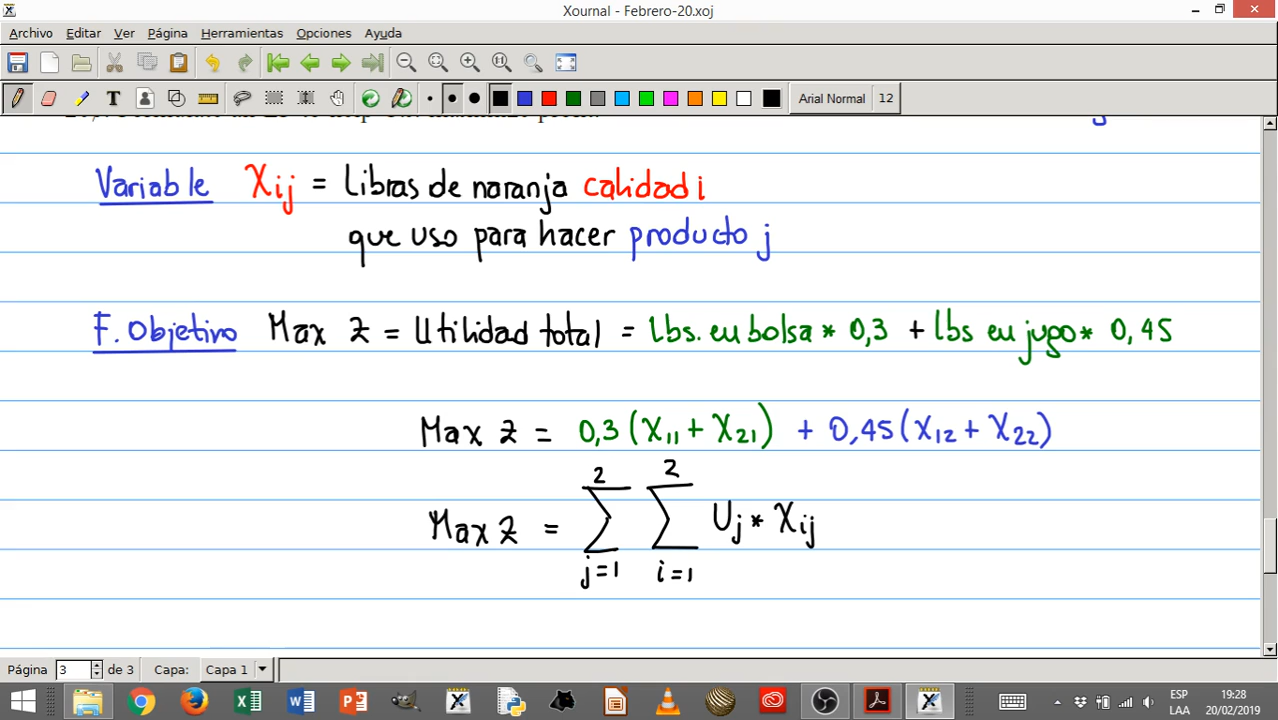 Xournal - Febrero-20.xoj
Archivo Editar Ver Página Herramientas Opciones Ayuda
Arial Normal 12
Variable Xij = Libras de naranja calidad i
que uso para hacer producto j
F. Objetivo Max Z = Utilidad total = Lbs. en bolsa * 0,3 + lbs en jugo * 0,45
Max Z = 0,3 (X11 + X21) + 0,45 (X12 + X22)
2 2
Max Z = ∑ ∑ Uj * Xij
j=1 i=1
Página 3 de 3 Capa: Capa 1
ESP 19:28
LAA 20/02/2019